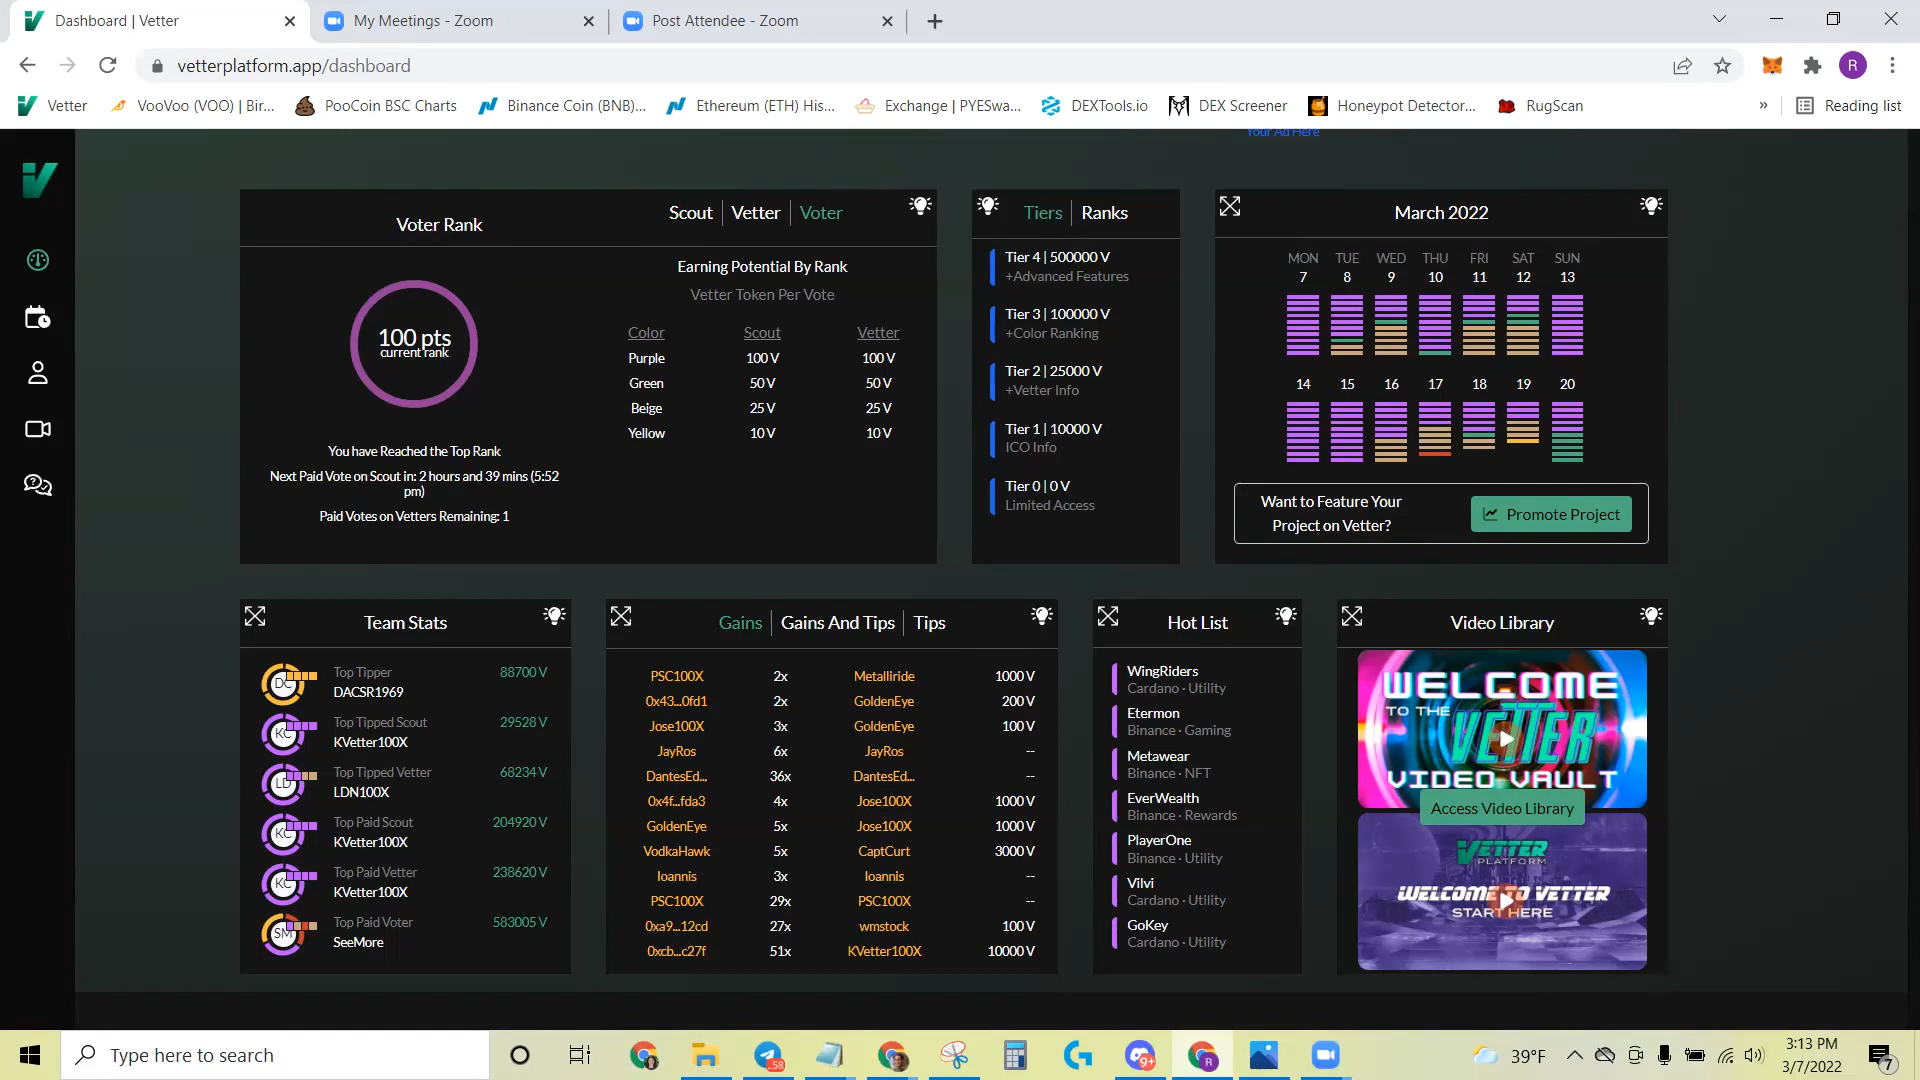 Dashboard | Vetter
My Meetings - Zoom
Post Attendee - Zoom
vetterplatform.app/dashboard
R
Vetter
VooVoo (VOO) | Bir...
PooCoin BSC Charts
Binance Coin (BNB)...
Ethereum (ETH) His...
Exchange | PYESwa...
DEXTools.io
DEX Screener
Honeypot Detector...
RugScan
»
Reading list
Your Ad Here
Voter Rank
Scout
Vetter
Voter
100 pts
current rank
You have Reached the Top Rank
Next Paid Vote on Scout in: 2 hours and 39 mins (5:52
pm)
Paid Votes on Vetters Remaining: 1
Earning Potential By Rank
Vetter Token Per Vote
Color Scout Vetter
Purple 100 V 100 V
Green 50 V 50 V
Beige 25 V 25 V
Yellow 10 V 10 V
Tiers
Ranks
Tier 4 | 500000 V
+Advanced Features
Tier 3 | 100000 V
+Color Ranking
Tier 2 | 25000 V
+Vetter Info
Tier 1 | 10000 V
ICO Info
Tier 0 | 0 V
Limited Access
March 2022
MON TUE WED THU FRI SAT SUN
7 8 9 10 11 12 13
14 15 16 17 18 19 20
Want to Feature Your
Project on Vetter?
Promote Project
Team Stats
DC
Top Tipper 88700 V
DACSR1969
KC
Top Tipped Scout 29528 V
KVetter100X
LD
Top Tipped Vetter 68234 V
LDN100X
KC
Top Paid Scout 204920 V
KVetter100X
KC
Top Paid Vetter 238620 V
KVetter100X
SM
Top Paid Voter 583005 V
SeeMore
Gains
Gains And Tips
Tips
PSC100X 2x Metalliride 1000 V
0x43...0fd1 2x GoldenEye 200 V
Jose100X 3x GoldenEye 100 V
JayRos 6x JayRos --
DantesEd... 36x DantesEd... --
0x4f...fda3 4x Jose100X 1000 V
GoldenEye 5x Jose100X 1000 V
VodkaHawk 5x CaptCurt 3000 V
Ioannis 3x Ioannis --
PSC100X 29x PSC100X --
0xa9...12cd 27x wmstock 100 V
0xcb...c27f 51x KVetter100X 10000 V
Hot List
WingRiders
Cardano · Utility
Etermon
Binance · Gaming
Metawear
Binance · NFT
EverWealth
Binance · Rewards
PlayerOne
Binance · Utility
Vilvi
Cardano · Utility
GoKey
Cardano · Utility
Video Library
WELCOME
TO THE VETTER
VIDEO VAULT
Access Video Library
VETTER
PLATFORM
WELCOME TO VETTER
START HERE
Type here to search
58
9+
R
39°F
3:13 PM
3/7/2022
7